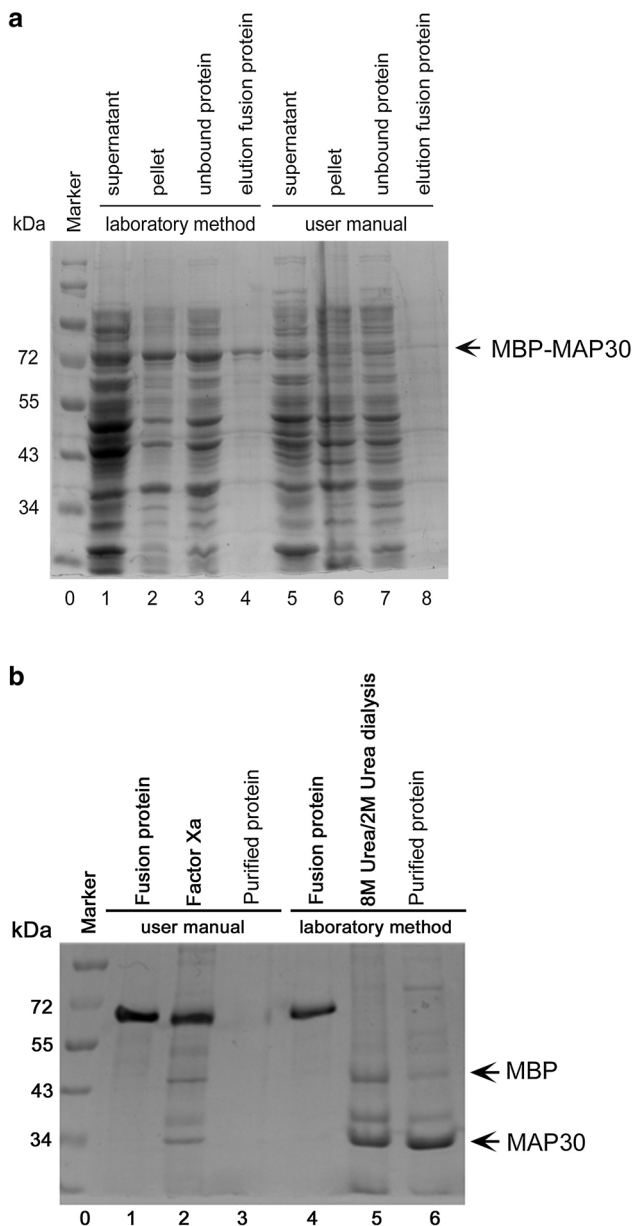 a
Marker
supernatant
pellet
unbound protein
elution fusion protein
supernatant
pellet
unbound protein
elution fusion protein
kDa
laboratory method
user manual
MBP-MAP30
72
55
43
34
0 1 2 3 4 5 6 7 8
b
Marker
Fusion protein
Factor Xa
Purified protein
Fusion protein
8M Urea/2M Urea dialysis
Purified protein
kDa
user manual
laboratory method
72
55
MBP
43
34
MAP30
0 1 2 3 4 5 6